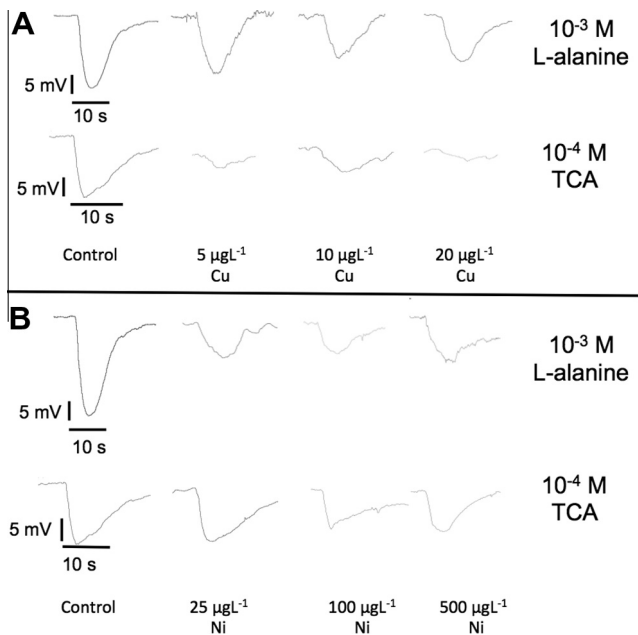 A
10⁻³ M
L-alanine
5 mV
10 s
10⁻⁴ M
TCA
5 mV
10 s
Control
5 µgL⁻¹
Cu
10 µgL⁻¹
Cu
20 µgL⁻¹
Cu
B
10⁻³ M
L-alanine
5 mV
10 s
10⁻⁴ M
TCA
5 mV
10 s
Control
25 µgL⁻¹
Ni
100 µgL⁻¹
Ni
500 µgL⁻¹
Ni